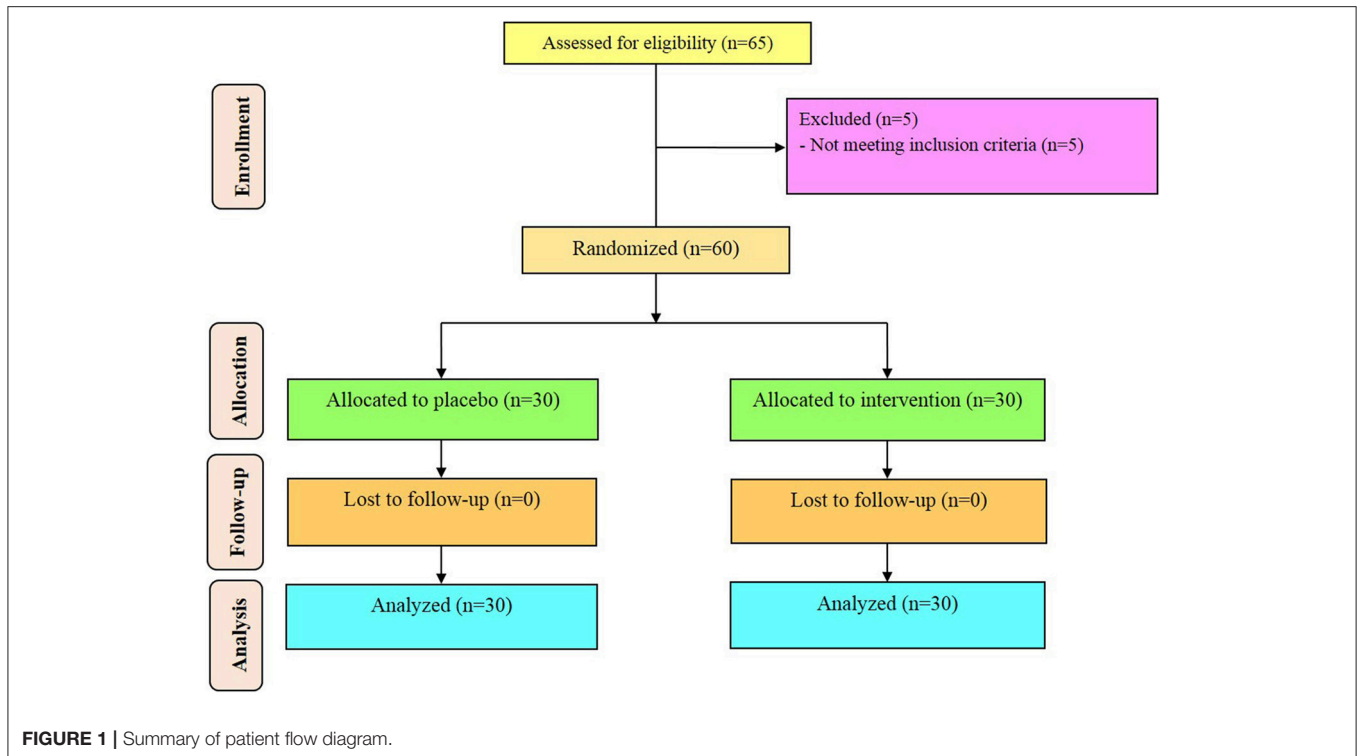 Assessed for eligibility (n=65)
Enrollment
Excluded (n=5)
- Not meeting inclusion criteria (n=5)
Randomized (n=60)
Allocation
Allocated to placebo (n=30)
Allocated to intervention (n=30)
Follow-up
Lost to follow-up (n=0)
Lost to follow-up (n=0)
Analysis
Analyzed (n=30)
Analyzed (n=30)
FIGURE 1 | Summary of patient flow diagram.